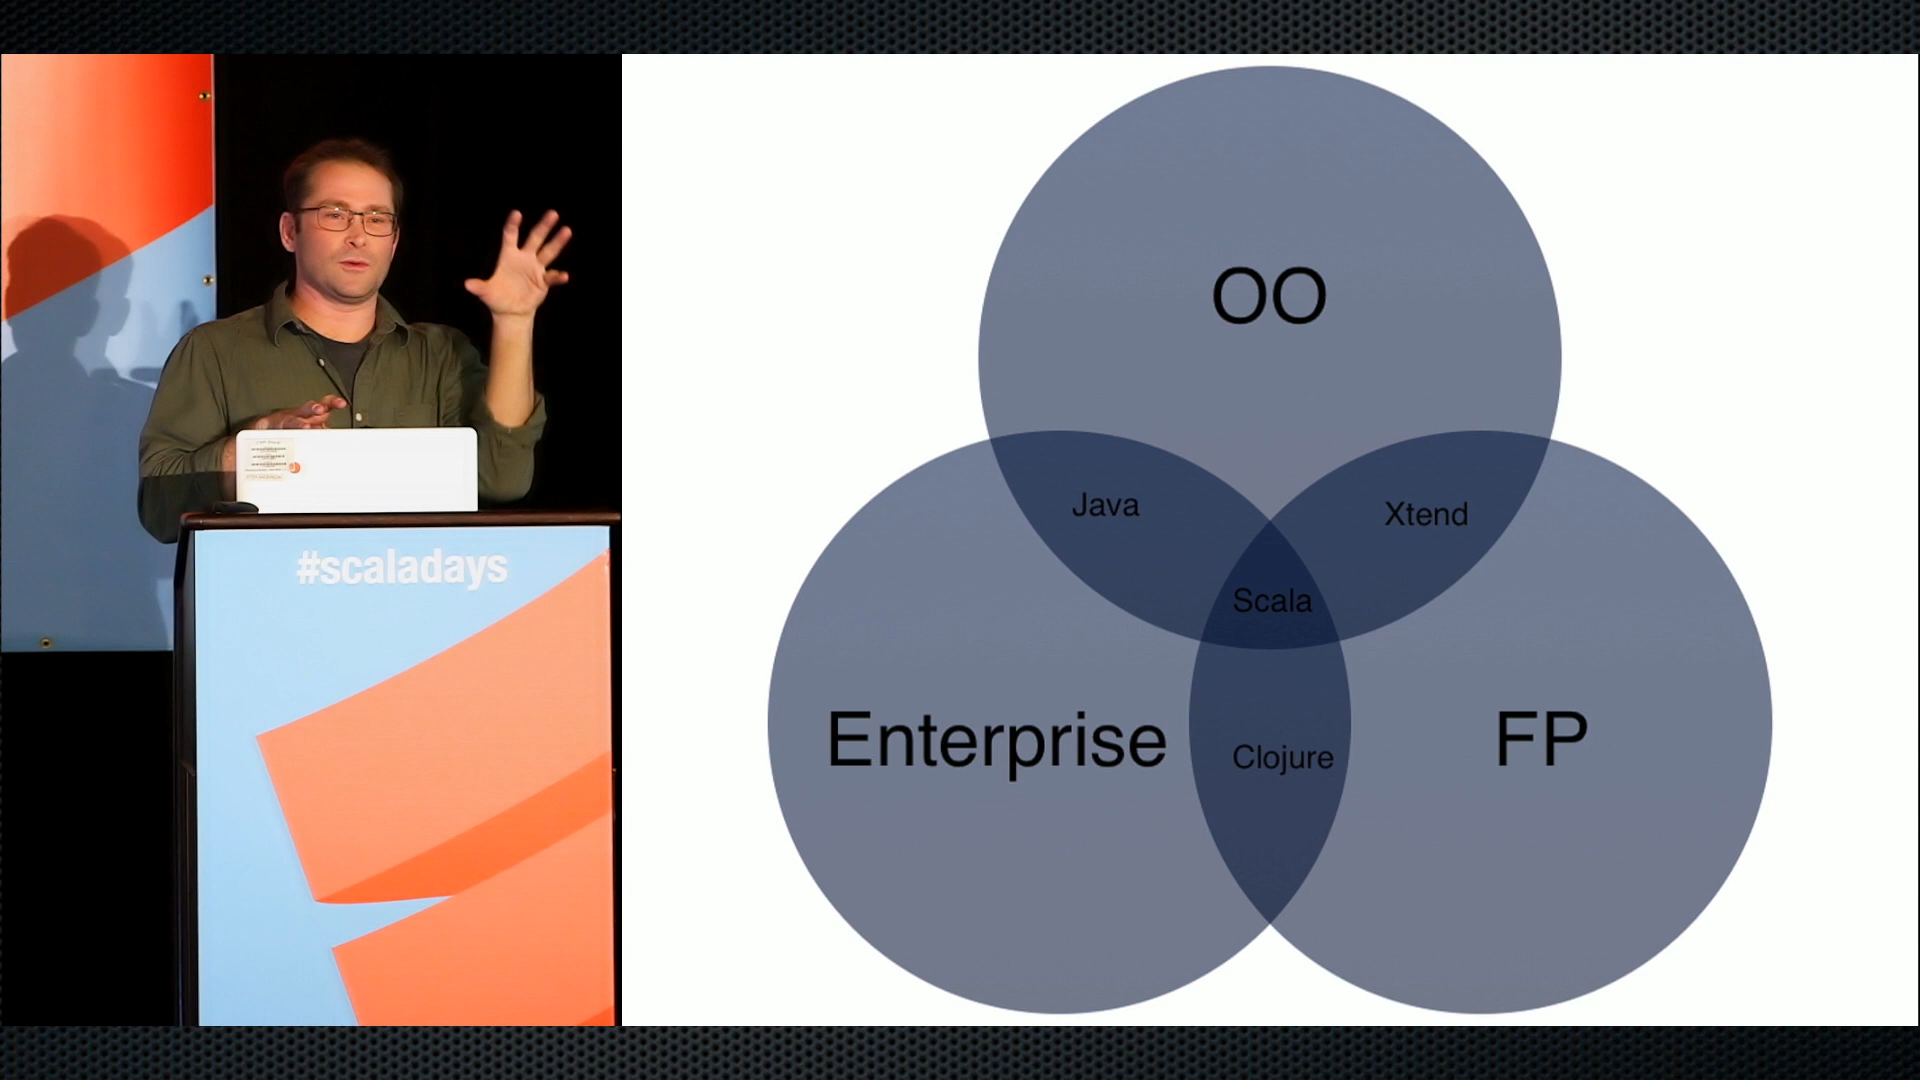 #scaladays
OO
Java
Xtend
Scala
Enterprise
Clojure
FP